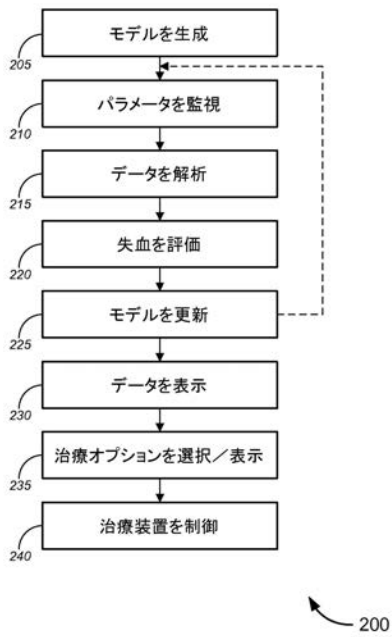 モデルを生成
205
パラメータを監視
210
データを解析
215
失血を評価
220
モデルを更新
225
データを表示
230
治療オプションを選択／表示
235
治療装置を制御
240
200